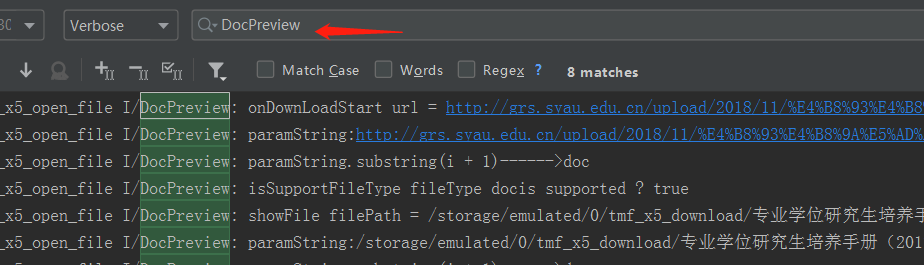 Verbose DocPreview
Match Case Words Regex ? 8 matches
_x5_open_file I/DocPreview: onDownLoadStart url = http://grs.syau.edu.cn/upload/2018/11/%E4%B8%93%E4%B8
_x5_open_file I/DocPreview: paramString:http://grs.syau.edu.cn/upload/2018/11/%E4%B8%93%E4%B8%9A%E5%AD%
_x5_open_file I/DocPreview: paramString.substring(i + 1)------>doc
_x5_open_file I/DocPreview: isSupportFileType fileType docis supported ? true
_x5_open_file I/DocPreview: showFile filePath = /storage/emulated/0/tmf_x5_download/专业学位研究生培养手
_x5_open_file I/DocPreview: paramString:/storage/emulated/0/tmf_x5_download/专业学位研究生培养手册（201